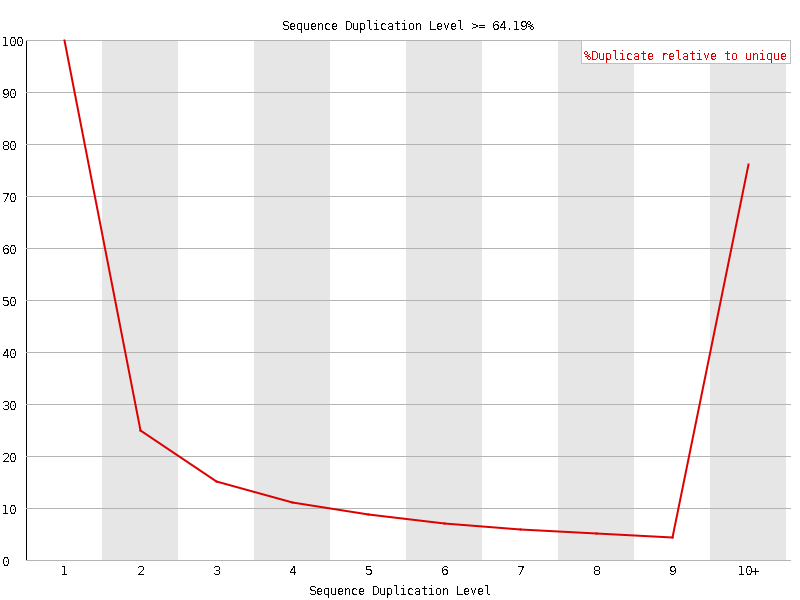 Sequence Duplication Level >= 64.19%
%Duplicate relative to unique
100
90
80
70
60
50
40
30
20
10
0
1 2 3 4 5 6 7 8 9 10+
Sequence Duplication Level